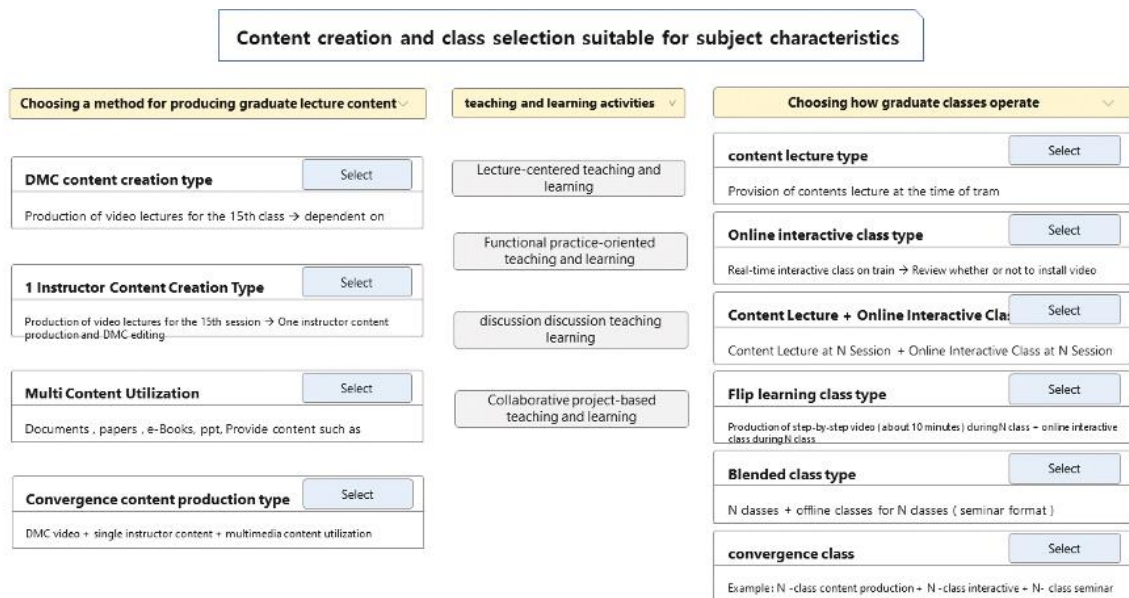 Content creation and class selection suitable for subject characteristics
Choosing a method for producing graduate lecture content
DMC content creation type
Select
Production of video lectures for the 15th class → dependent on
1 Instructor Content Creation Type
Select
Production of video lectures for the 15th session → One instructor content
production and DMC editing
Multi Content Utilization
Select
Documents , papers , e-Books, ppt, Provide content such as
Convergence content production type
Select
DMC video + single instructor content + multimedia content utilization
teaching and learning activities
Lecture-centered teaching and
learning
Functional practice-oriented
teaching and learning
discussion discussion teaching
learning
Collaborative project-based
teaching and learning
Choosing how graduate classes operate
content lecture type
Select
Provision of contents lecture at the time of tram
Online interactive class type
Select
Real-time interactive class on train → Review whether or not to install video
Content Lecture + Online Interactive Clas
Select
Content Lecture at N Session + Online Interactive Class at N Session
Flip learning class type
Select
Production of step-by-step video ( about 10 minutes ) during N class + online interactive
class during N class
Blended class type
Select
N classes + offline classes for N classes ( seminar format )
convergence class
Select
Example: N -class content production + N -class interactive + N- class seminar